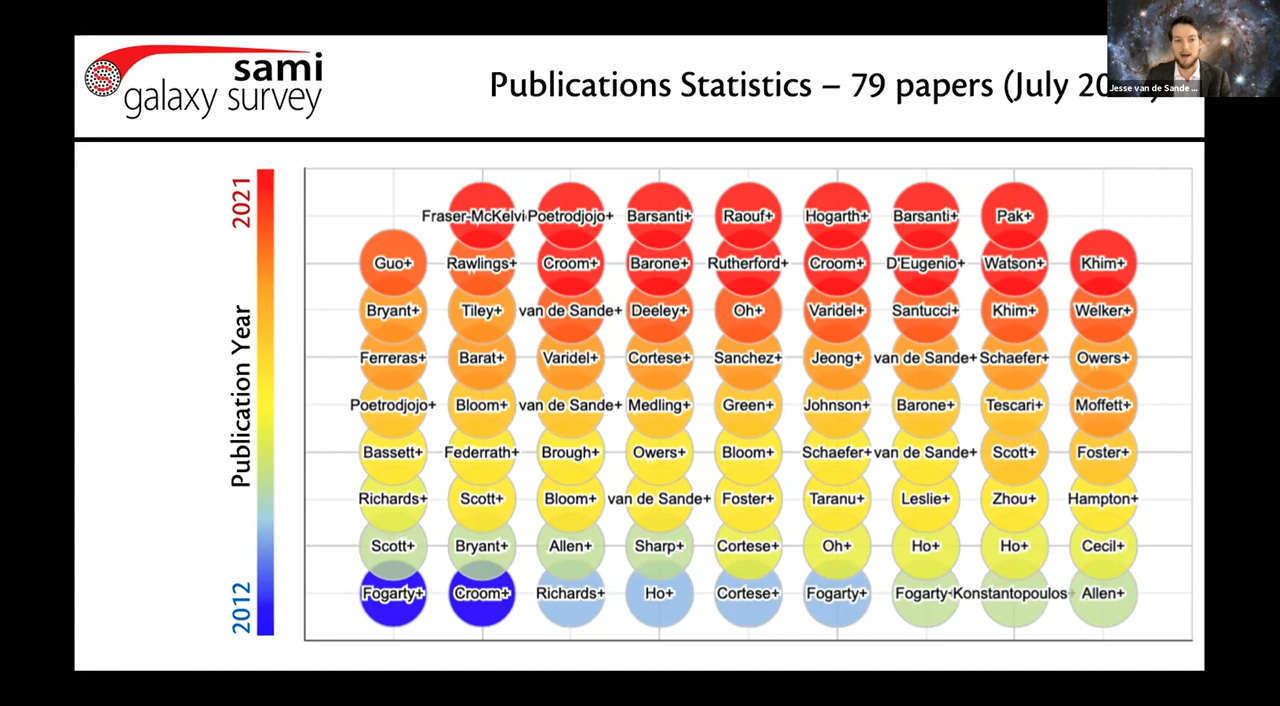 sami
galaxy survey
Publications Statistics – 79 papers (July 20
Jesse van de Sande ...
2021
Publication Year
2012
Fraser-McKelvi Poetrodjojo+ Barsanti+ Raouf+ Hogarth+ Barsanti+ Pak+
Guo+ Rawlings+ Croom+ Barone+ Rutherford+ Croom+ D'Eugenio+ Watson+ Khim+
Bryant+ Tiley+ van de Sande+ Deeley+ Oh+ Varidel+ Santucci+ Khim+ Welker+
Ferreras+ Barat+ Varidel+ Cortese+ Sanchez+ Jeong+ van de Sande+ Schaefer+ Owers+
Poetrodjojo+ Bloom+ van de Sande+ Medling+ Green+ Johnson+ Barone+ Tescari+ Moffett+
Bassett+ Federrath+ Brough+ Owers+ Bloom+ Schaefer+ van de Sande+ Scott+ Foster+
Richards+ Scott+ Bloom+ van de Sande+ Foster+ Taranu+ Leslie+ Zhou+ Hampton+
Scott+ Bryant+ Allen+ Sharp+ Cortese+ Oh+ Ho+ Ho+ Cecil+
Fogarty+ Croom+ Richards+ Ho+ Cortese+ Fogarty+ Fogarty+ Konstantopoulos+ Allen+